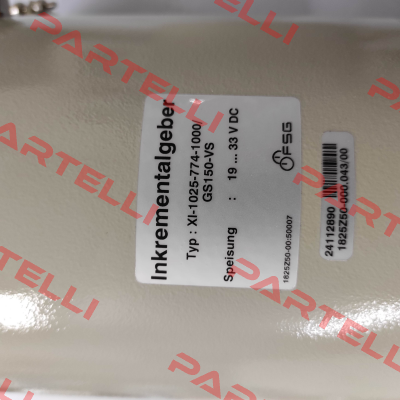 Inkrementalgeber
Typ : XI-1025-774-1000/
GS150-VS
Speisung : 19 ... 33 V DC
1825Z50-00:50007
FSG
24112890
1825Z50-000.043/00
PARTELLI
PARTELLI
PARTELLI
PARTELLI
PARTELLI